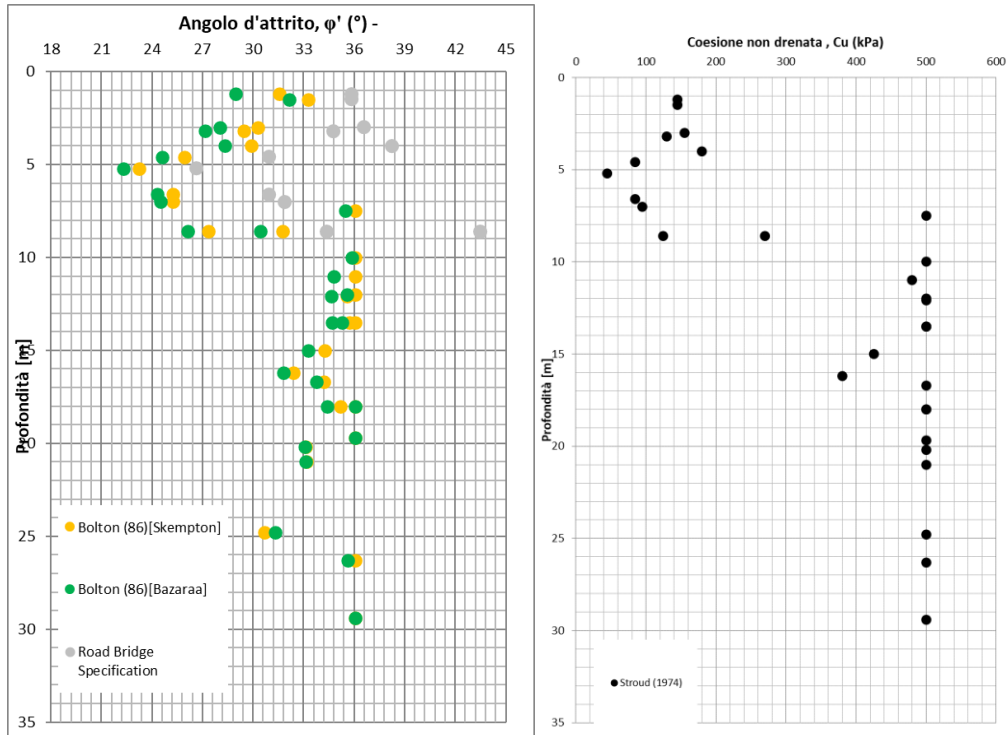 Angolo d'attrito, φ' (°) -
18 21 24 27 30 33 36 39 42 45
0
5
10
15
20
25
30
35
Profondità [m]
Bolton (86)[Skempton]
Bolton (86)[Bazaraa]
Road Bridge
Specification
Coesione non drenata , Cu (kPa)
0 100 200 300 400 500 600
0
5
10
15
20
25
30
35
Profondità [m]
Stroud (1974)